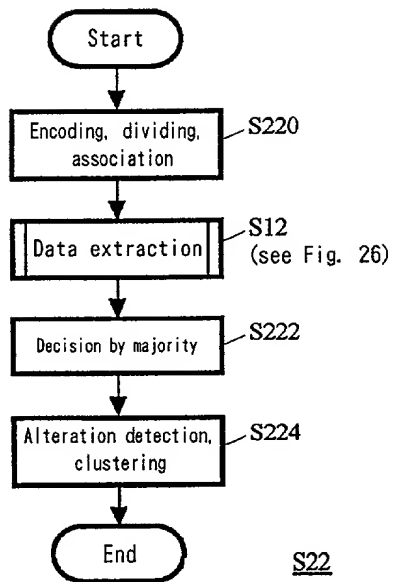 Start
Encoding, dividing,
association
S220
Data extraction
S12
(see Fig. 26)
Decision by majority
S222
Alteration detection,
clustering
S224
End
S22